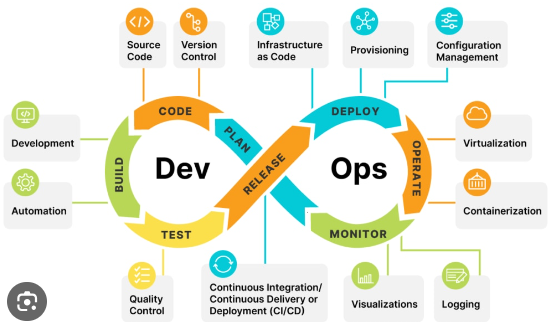 Source
Code
Version
Control
Infrastructure
as Code
Provisioning
Configuration
Management
CODE
PLAN
DEPLOY
Development
Automation
BUILD
Dev
RELEASE
Ops
OPERATE
Virtualization
Containerization
TEST
MONITOR
Quality
Control
Continuous Integration/
Continuous Delivery or
Deployment (CI/CD)
Visualizations
Logging